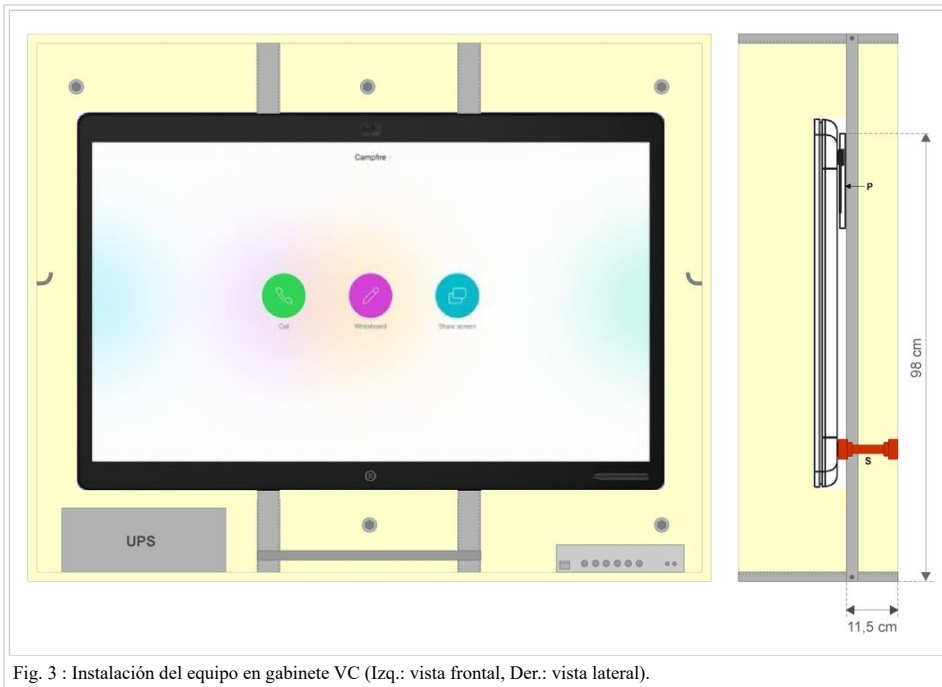 Campfire
Call
Whiteboard
Share screen
UPS
P
98 cm
S
11,5 cm
Fig. 3 : Instalación del equipo en gabinete VC (Izq.: vista frontal, Der.: vista lateral).